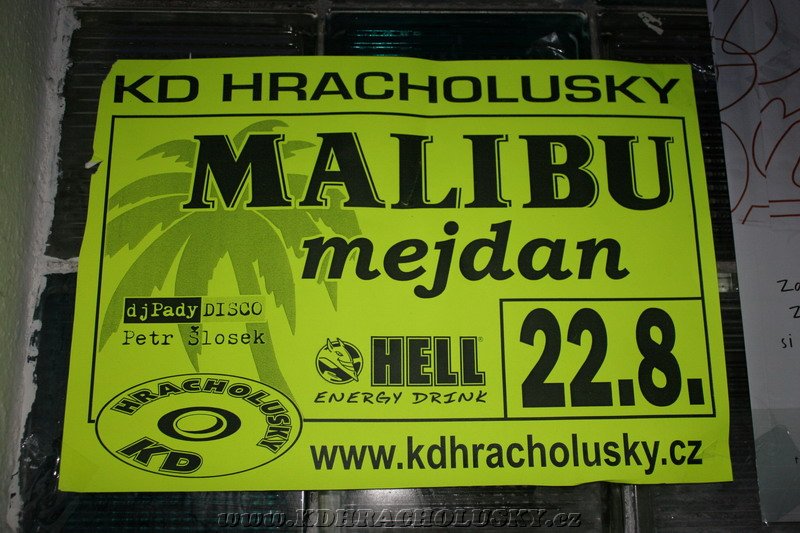 KD HRACHOLUSKY
MALIBU
mejdan
djPady DISCO
Petr Šlosek
HELL®
ENERGY DRINK
22.8.
HRACHOLUSKY
KD
www.kdhracholusky.cz
si
www.KDHRACHOLUSKY.cz